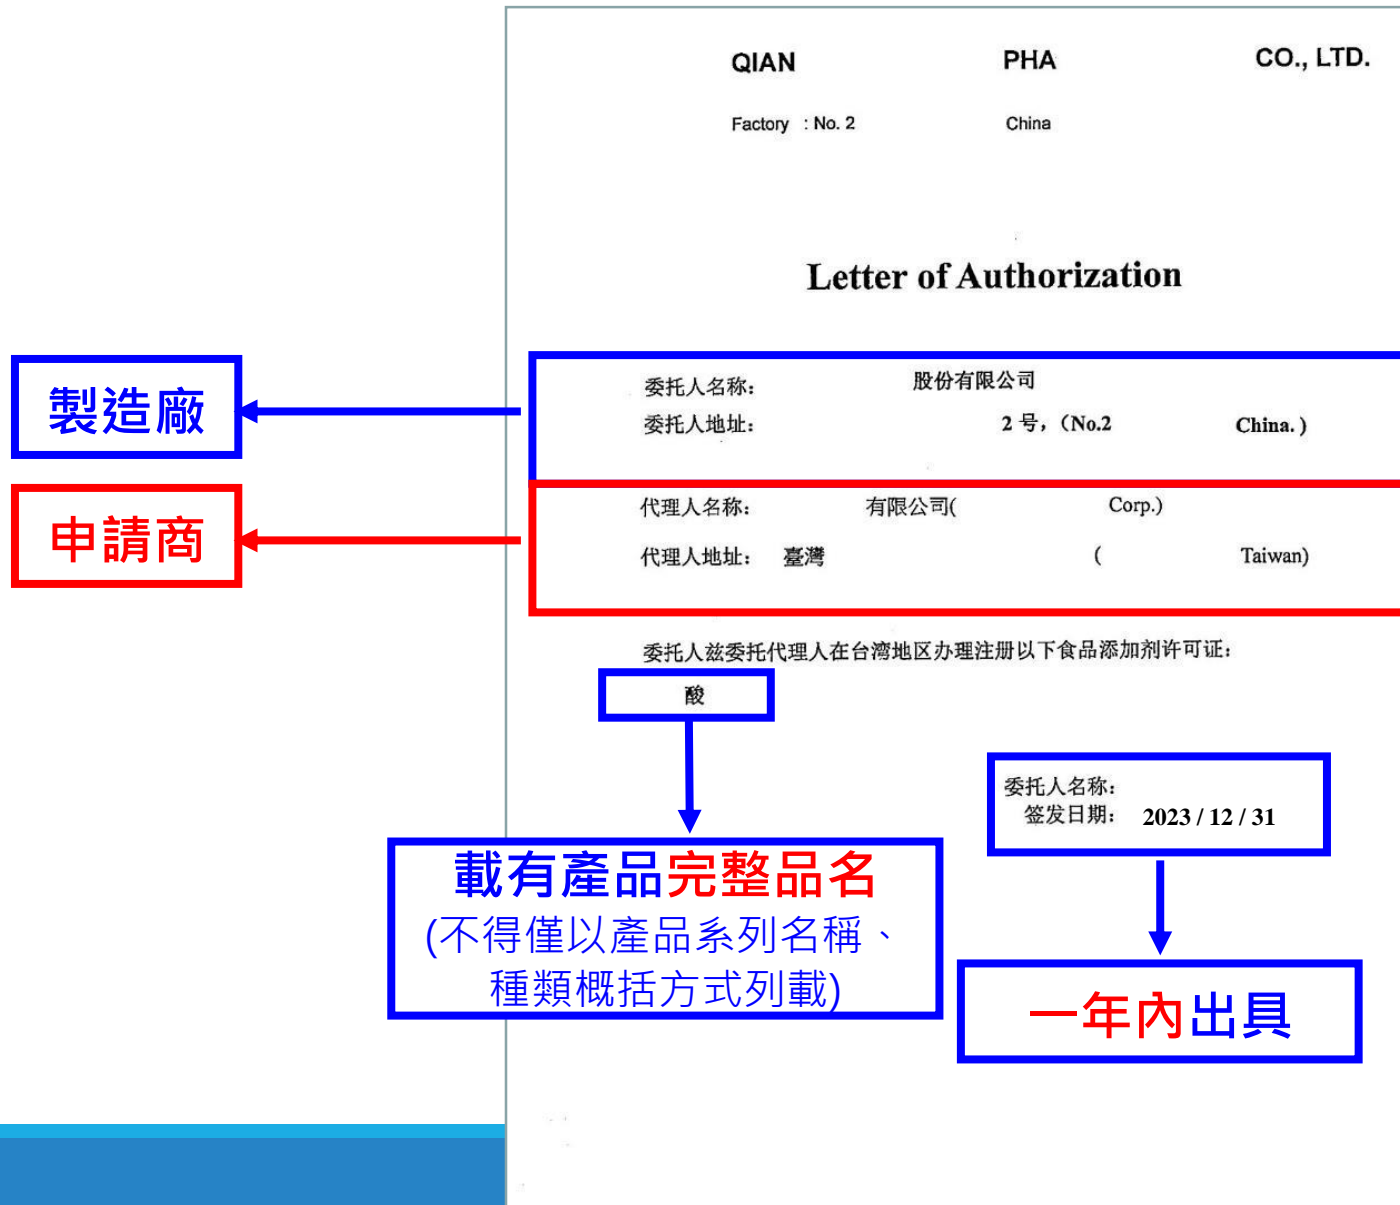 QIAN PHA CO., LTD.
Factory : No. 2 China
Letter of Authorization
製造廠
委托人名称: 股份有限公司
委托人地址: 2 号,（No.2 China.)
申請商
代理人名称: 有限公司( Corp.)
代理人地址: 臺灣 ( Taiwan)
委托人兹委托代理人在台湾地区办理注册以下食品添加剂许可证:
酸
委托人名称:
签发日期: 2023 / 12 / 31
載有產品完整品名
(不得僅以產品系列名稱、
種類概括方式列載)
一年內出具